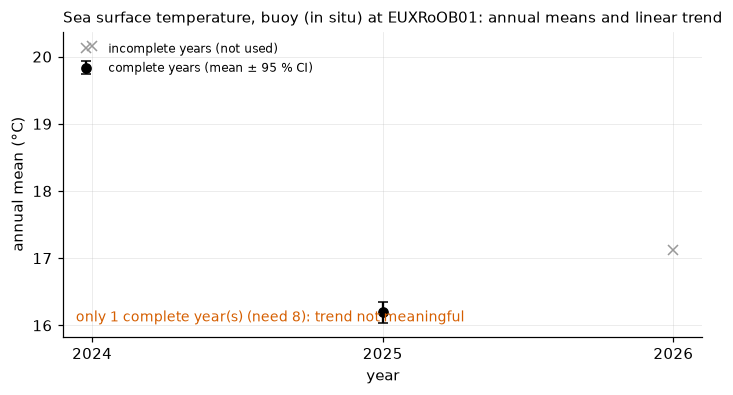 Sea surface temperature, buoy (in situ) at EUXRoOB01: annual means and linear trend
incomplete years (not used)
complete years (mean ± 95 % CI)
20
19
18
17
16
annual mean (°C)
only 1 complete year(s) (need 8): trend not meaningful
2024
2025
2026
year